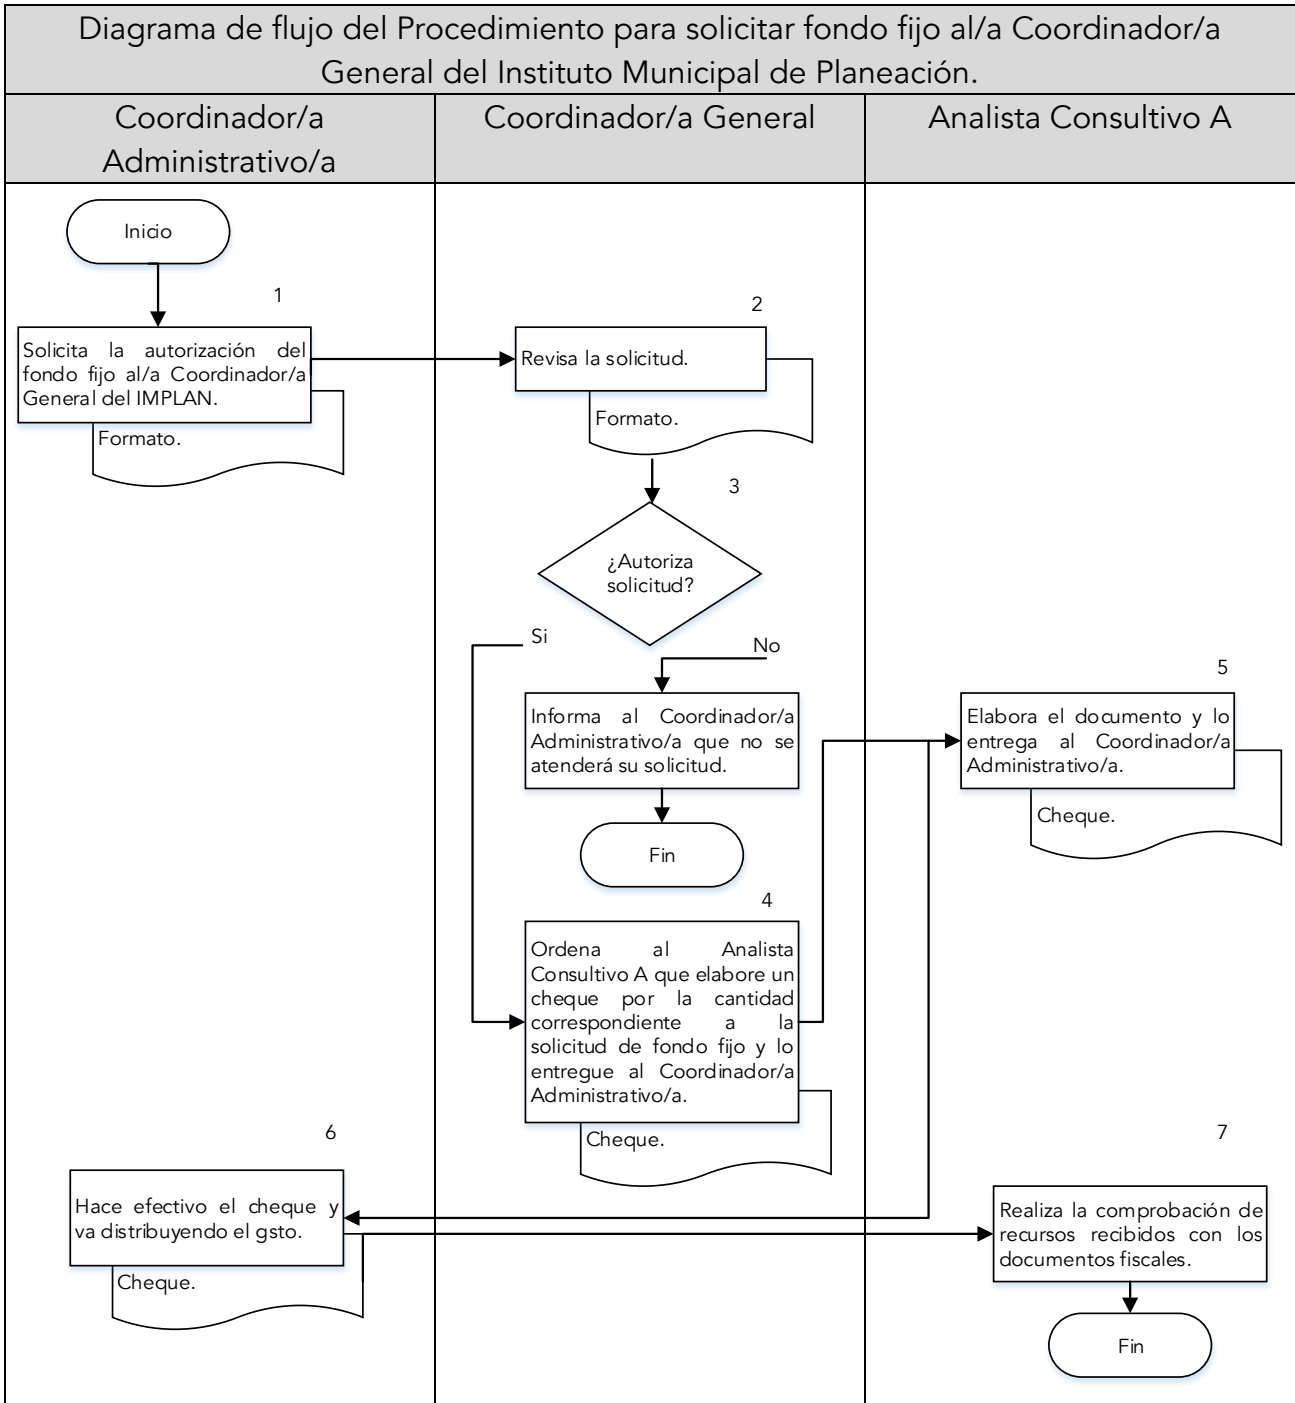 Diagrama de flujo del Procedimiento para solicitar fondo fijo al/a Coordinador/a
General del Instituto Municipal de Planeación.
Coordinador/a
Administrativo/a
Coordinador/a General
Analista Consultivo A
Inicio
1
Solicita la autorización del
fondo fijo al/a Coordinador/a
General del IMPLAN.
Formato.
2
Revisa la solicitud.
Formato.
3
¿Autoriza
solicitud?
Si
No
Informa al Coordinador/a
Administrativo/a que no se
atenderá su solicitud.
Fin
4
Ordena al Analista
Consultivo A que elabore un
cheque por la cantidad
correspondiente a la
solicitud de fondo fijo y lo
entregue al Coordinador/a
Administrativo/a.
Cheque.
5
Elabora el documento y lo
entrega al Coordinador/a
Administrativo/a.
Cheque.
6
Hace efectivo el cheque y
va distribuyendo el gsto.
Cheque.
7
Realiza la comprobación de
recursos recibidos con los
documentos fiscales.
Fin